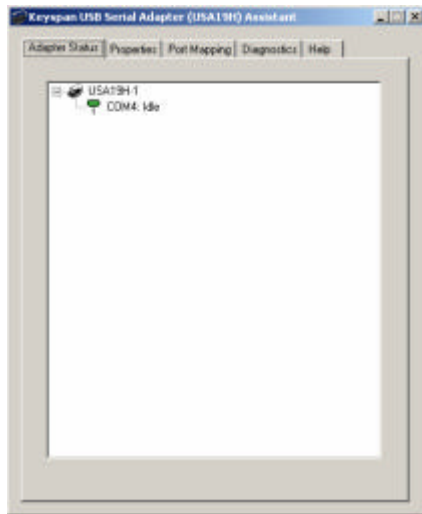 Keyspan USB Serial Adapter (USA19H) Assistant
Adapter Status Properties Port Mapping Diagnostics Help
USA19H-1
COM4: Idle